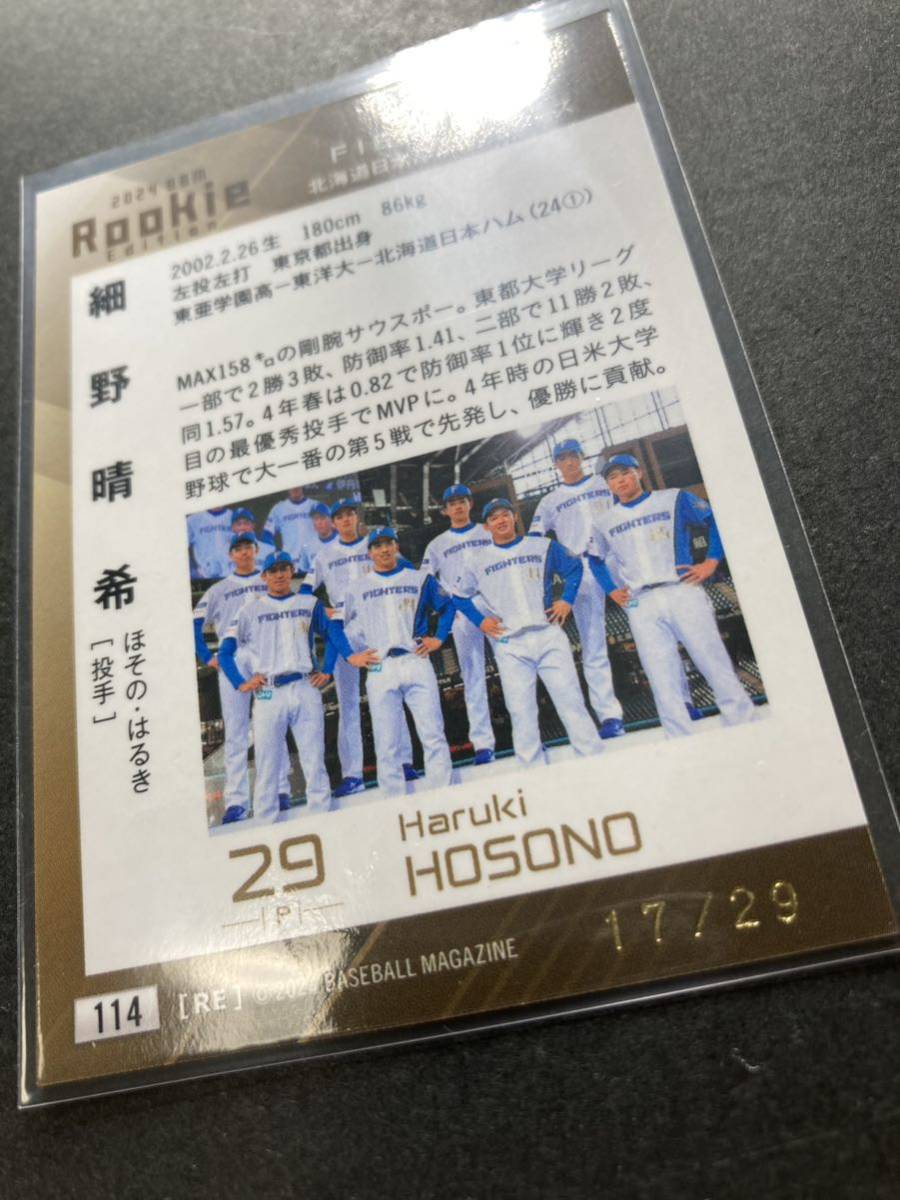 2024 BBM
Rookie
Edition
北海道日本
2002.2.26生 180cm 86kg
左投左打 東京都出身
東亜学園高ー東洋大ー北海道日本ハム(24①)
MAX158㌔の剛腕サウスポー。東都大学リーグ
一部で2勝3敗、防御率1.41、二部で11勝2敗、
同1.57。4年春は0.82で防御率1位に輝き2度
目の最優秀投手でMVPに。4年時の日米大学
野球で大一番の第5戦で先発し、優勝に貢献。
細野晴希
ほその・はるき
[投手]
FIGHTERS
FIGHTERS
FIGHTERS
FIGHTERS
FIGHTERS
29
P
Haruki
HOSONO
17/29
114
[RE] © BASEBALL MAGAZINE